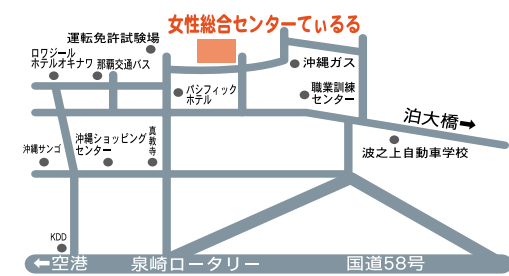 女性総合センターてぃるる
運転免許試験場
ロワジール
ホテルオキナワ
那覇交通バス
沖縄ガス
パシフィック
ホテル
職業訓練
センター
泊大橋➡
沖縄サンゴ
沖縄ショッピング
センター
真教寺
波之上自動車学校
KDD
⬅空港
泉崎ロータリー
国道58号